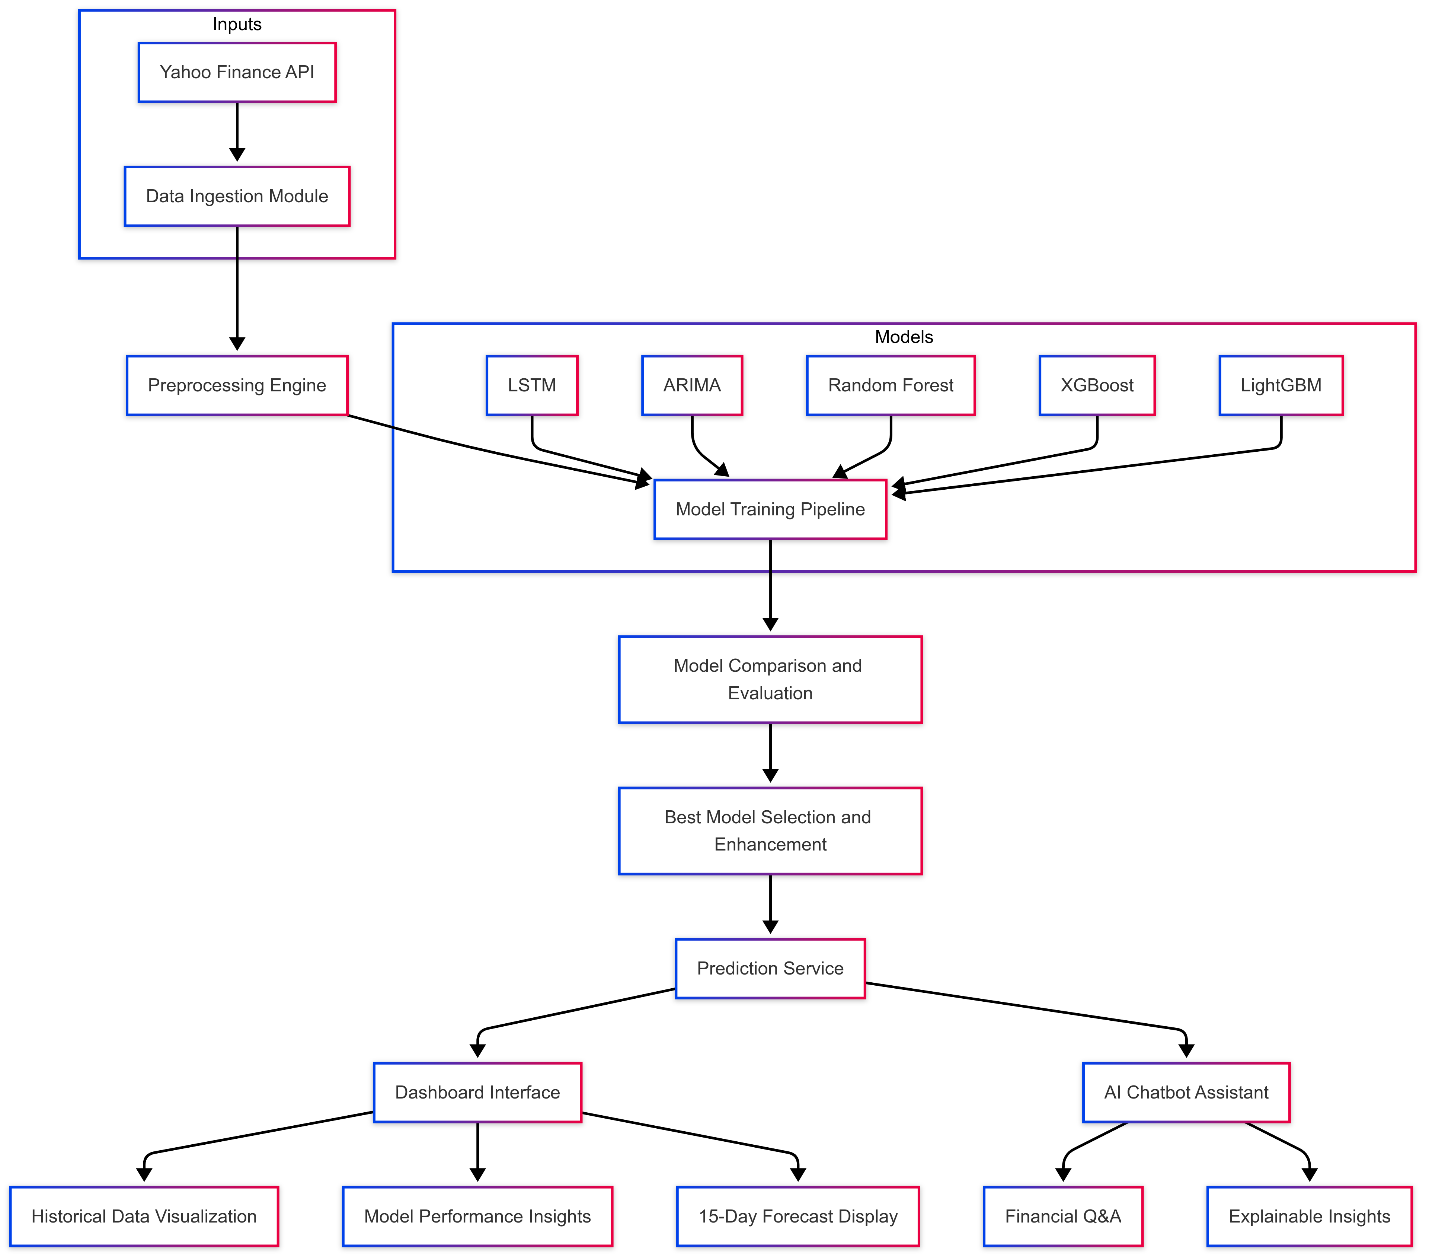 Inputs
Yahoo Finance API
Data Ingestion Module
Models
Preprocessing Engine
LSTM
ARIMA
Random Forest
XGBoost
LightGBM
Model Training Pipeline
Model Comparison and
Evaluation
Best Model Selection and
Enhancement
Prediction Service
Dashboard Interface
AI Chatbot Assistant
Historical Data Visualization
Model Performance Insights
15-Day Forecast Display
Financial Q&A
Explainable Insights